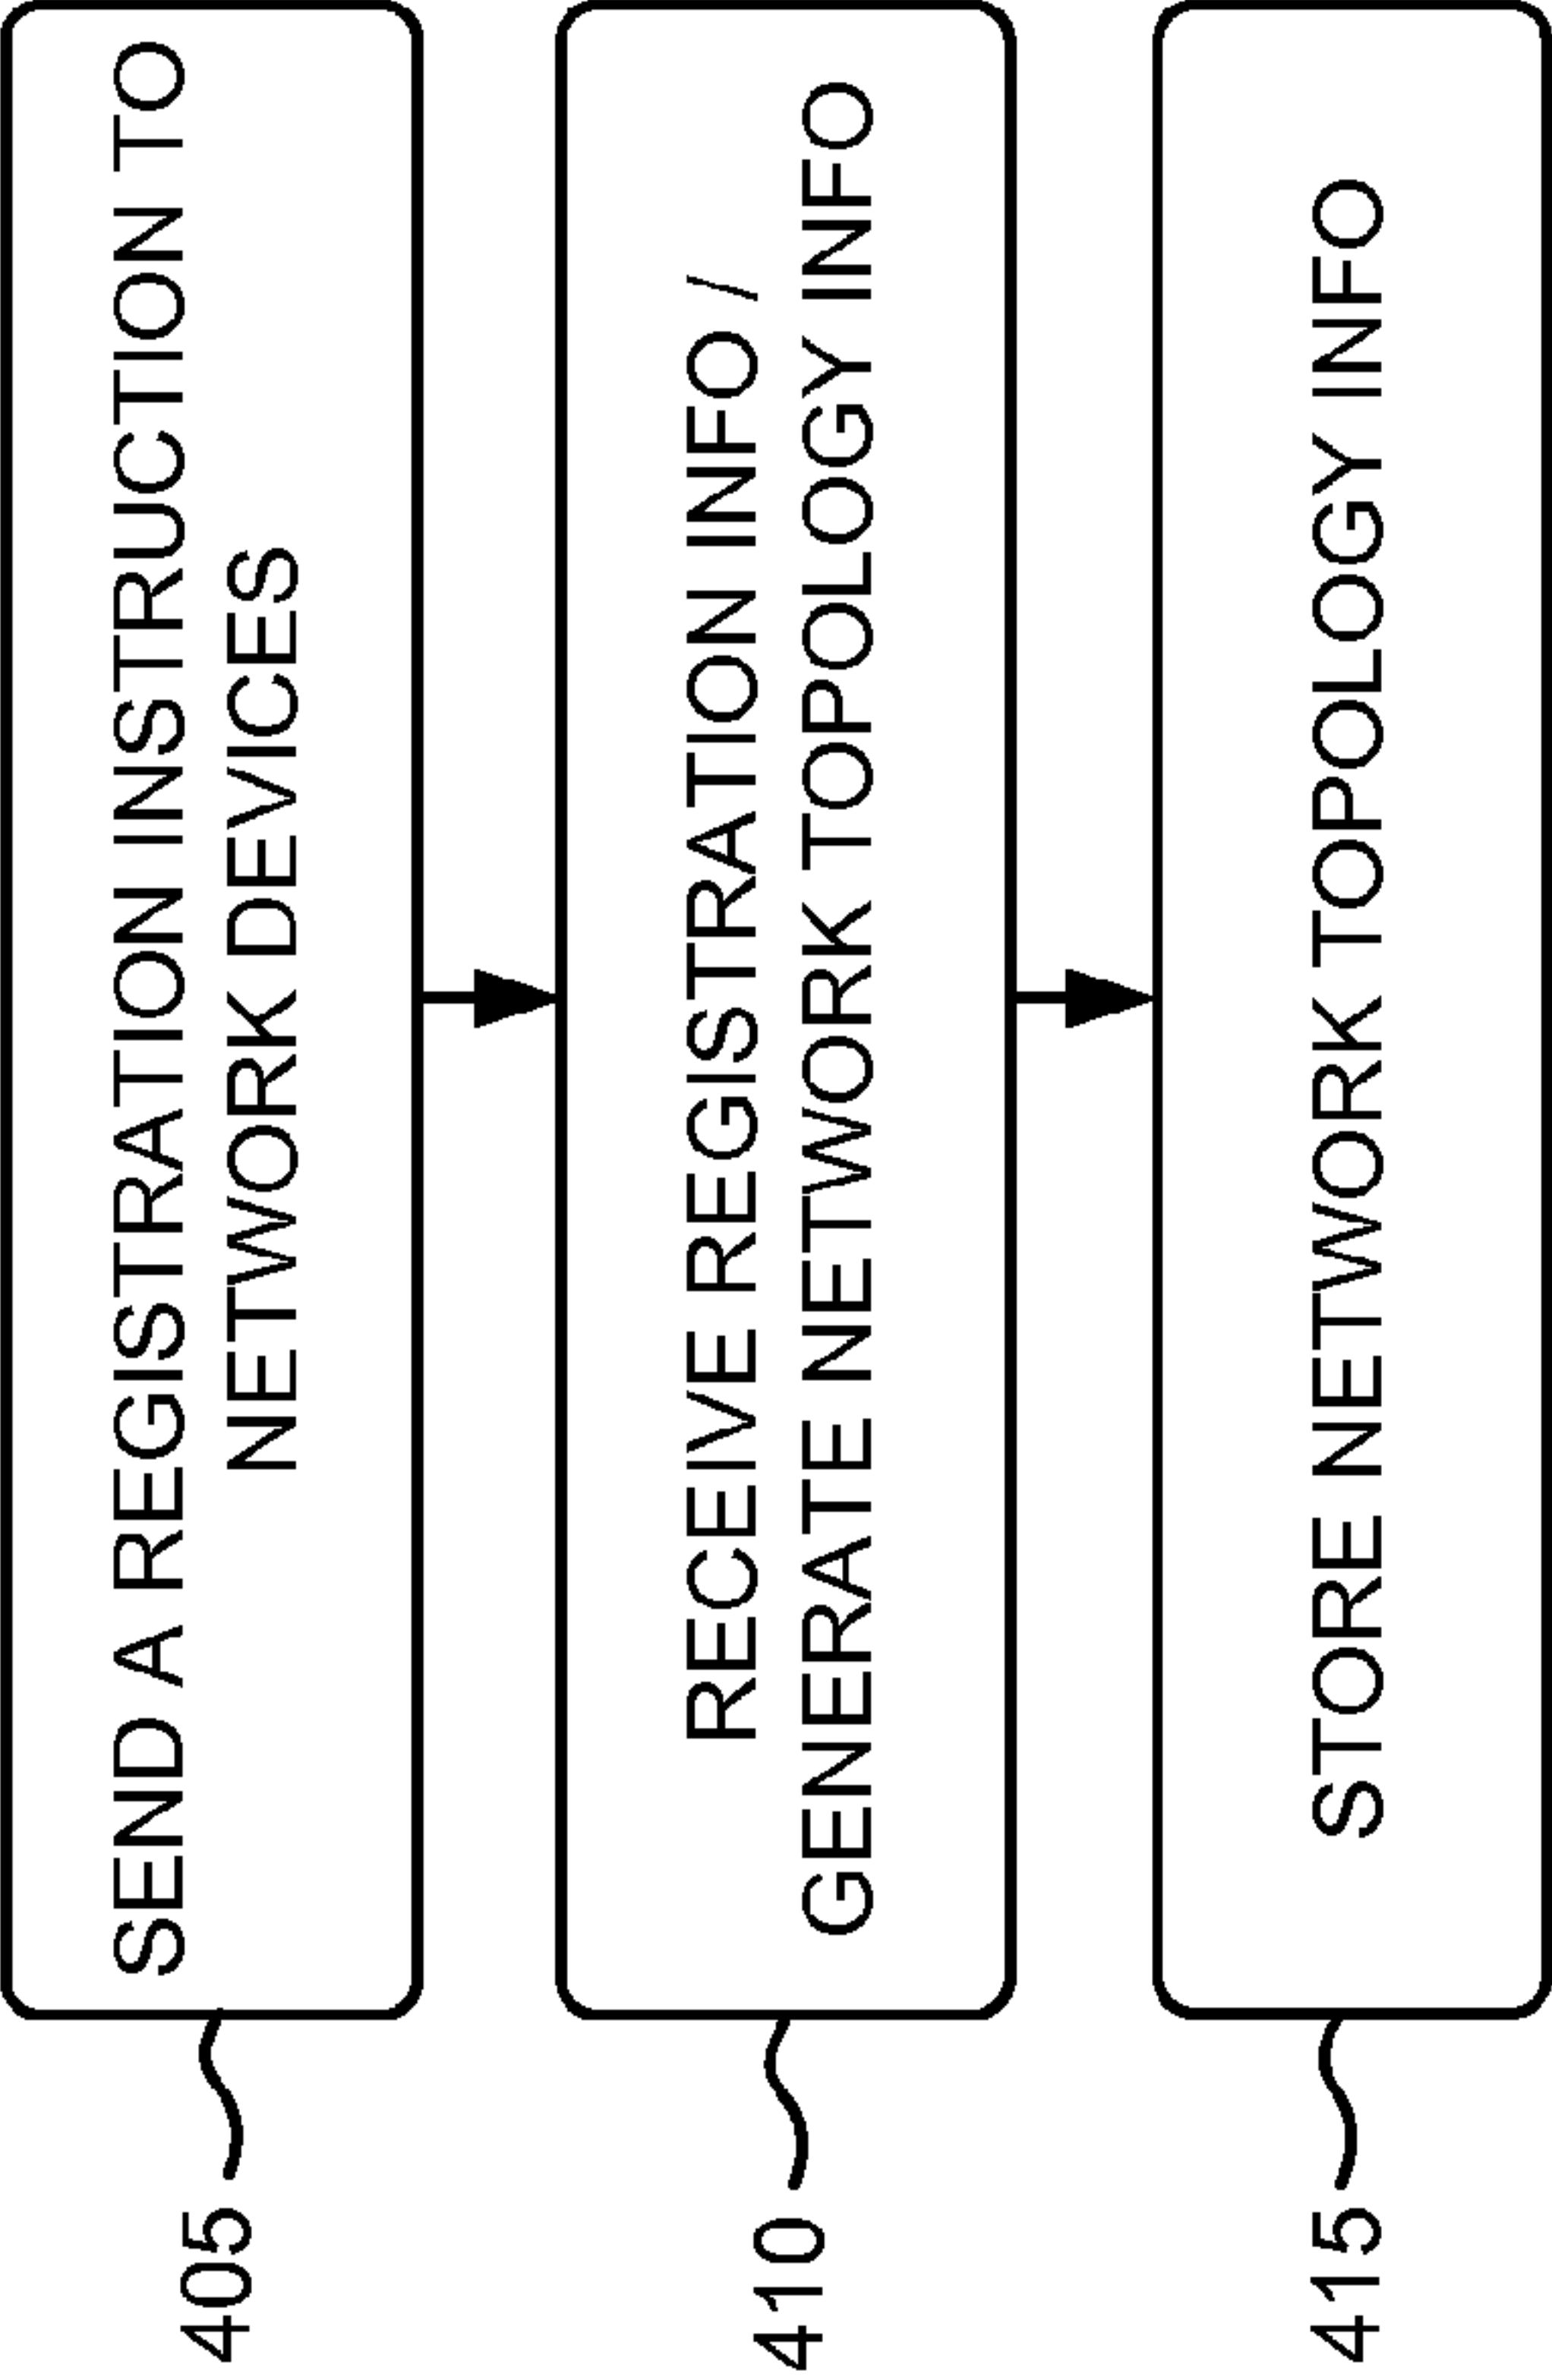 405
SEND A REGISTRATION INSTRUCTION TO
NETWORK DEVICES
410
RECEIVE REGISTRATION INFO /
GENERATE NETWORK TOPOLOGY INFO
415
STORE NETWORK TOPOLOGY INFO